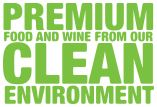 PREMIUM
FOOD AND WINE FROM OUR
CLEAN
ENVIRONMENT